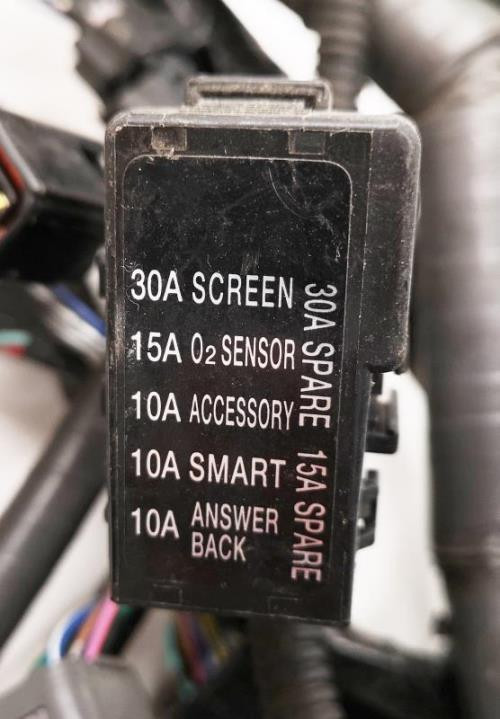 30A SCREEN
15A O₂ SENSOR
10A ACCESSORY
10A SMART
10A ANSWER
BACK
30A SPARE
15A SPARE